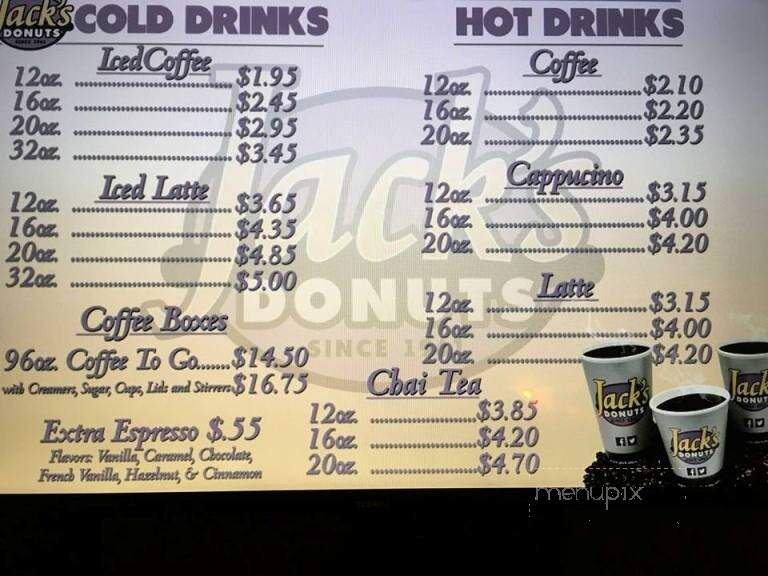 Jack's
DONUTS
SINCE 1961
COLD DRINKS
Iced Coffee
12oz. ........ $1.95
16oz. ........ $2.45
20oz. ........ $2.95
32oz. ........ $3.45
Iced Latte
12oz. ........ $3.65
16oz. ........ $4.35
20oz. ........ $4.85
32oz. ........ $5.00
Coffee Boxes
96oz. Coffee To Go....... $14.50
with Creamers, Sugar, Cups, Lids and Stirrers $16.75
Extra Espresso $.55
Flavors: Vanilla, Caramel, Chocolate,
French Vanilla, Hazelnut, & Cinnamon
HOT DRINKS
Coffee
12oz. ........ $2.10
16oz. ........ $2.20
20oz. ........ $2.35
Cappucino
12oz. ........ $3.15
16oz. ........ $4.00
20oz. ........ $4.20
Latte
12oz. ........ $3.15
16oz. ........ $4.00
20oz. ........ $4.20
Chai Tea
12oz. ........ $3.85
16oz. ........ $4.20
20oz. ........ $4.70
Jack's
DONUTS
SINCE
Jack's
DONUTS
Jack's
DONUTS
Jack
DONUT
menupix